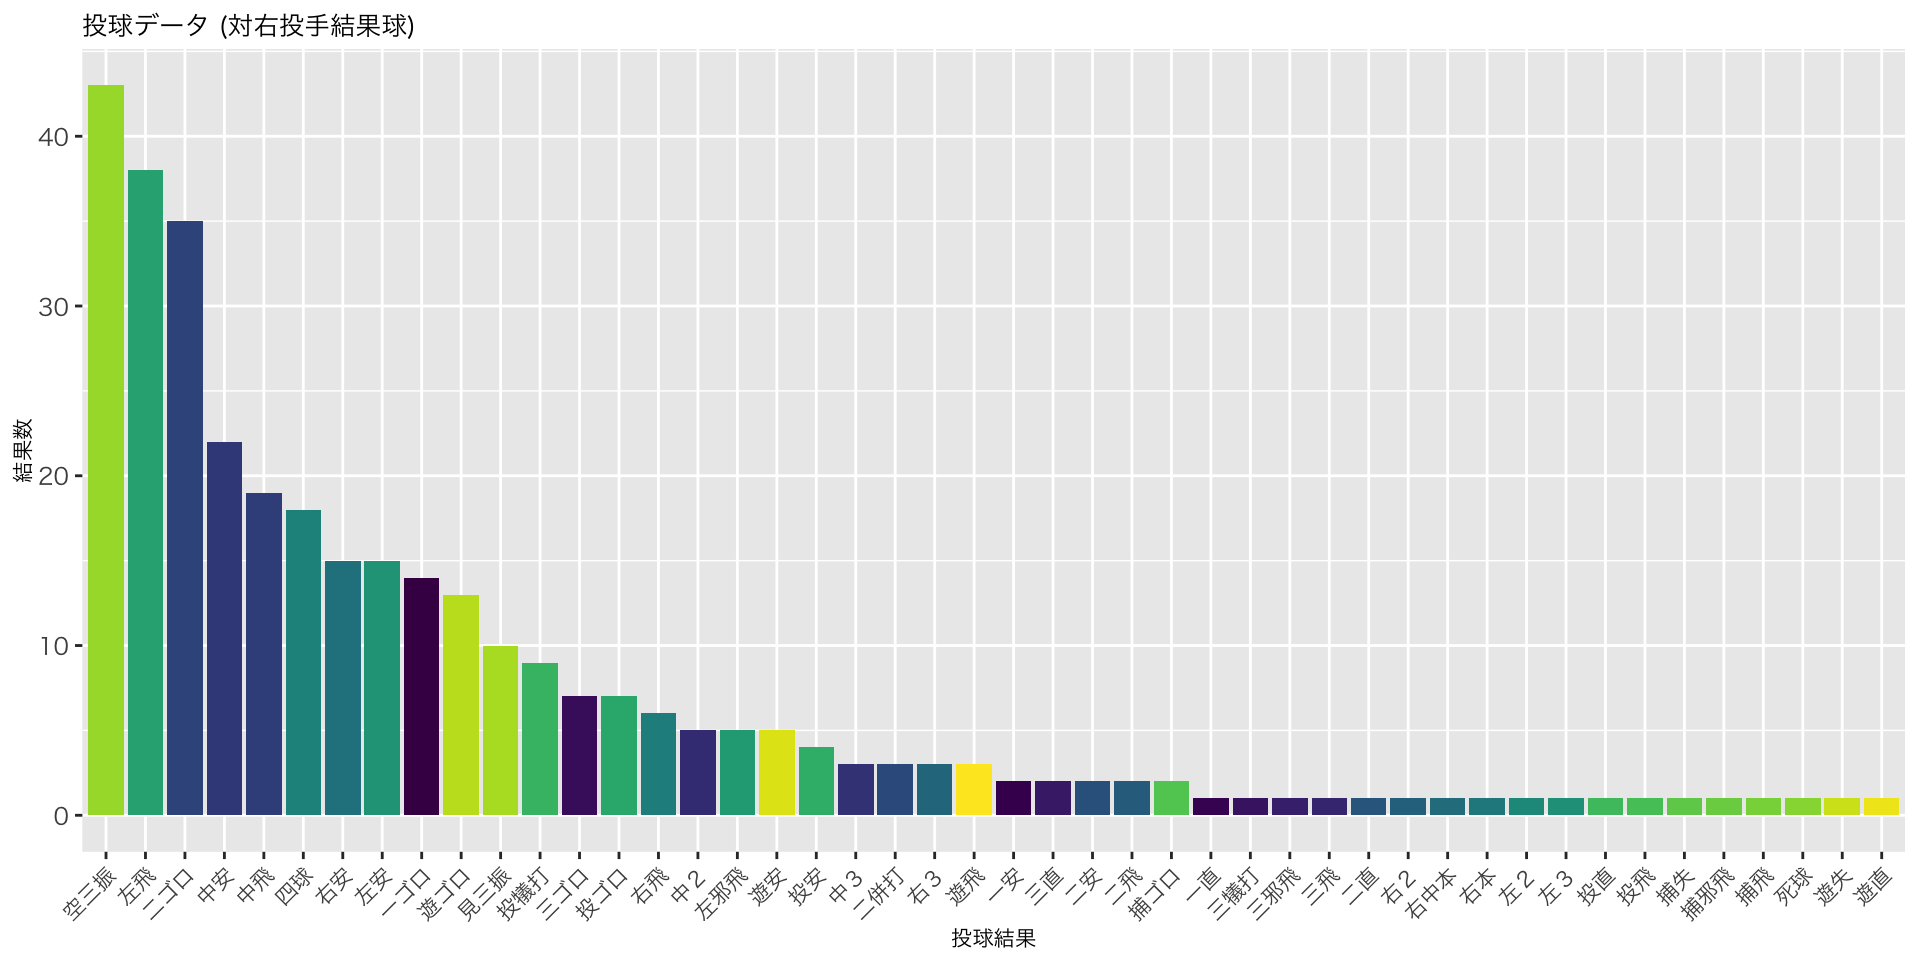 投球データ (対右投手結果球)
結果数
40
30
20
10
0
空三振
左飛
二ゴロ
中安
中飛
四球
右安
左安
一ゴロ
遊ゴロ
見三振
投犠打
三ゴロ
投ゴロ
右飛
中２
左邪飛
遊安
投安
中３
二併打
右３
遊飛
一安
三直
二安
二飛
捕ゴロ
一直
三犠打
三邪飛
三飛
二直
右２
右中本
右本
左２
左３
投直
投飛
捕失
捕邪飛
捕飛
死球
遊失
遊直
投球結果